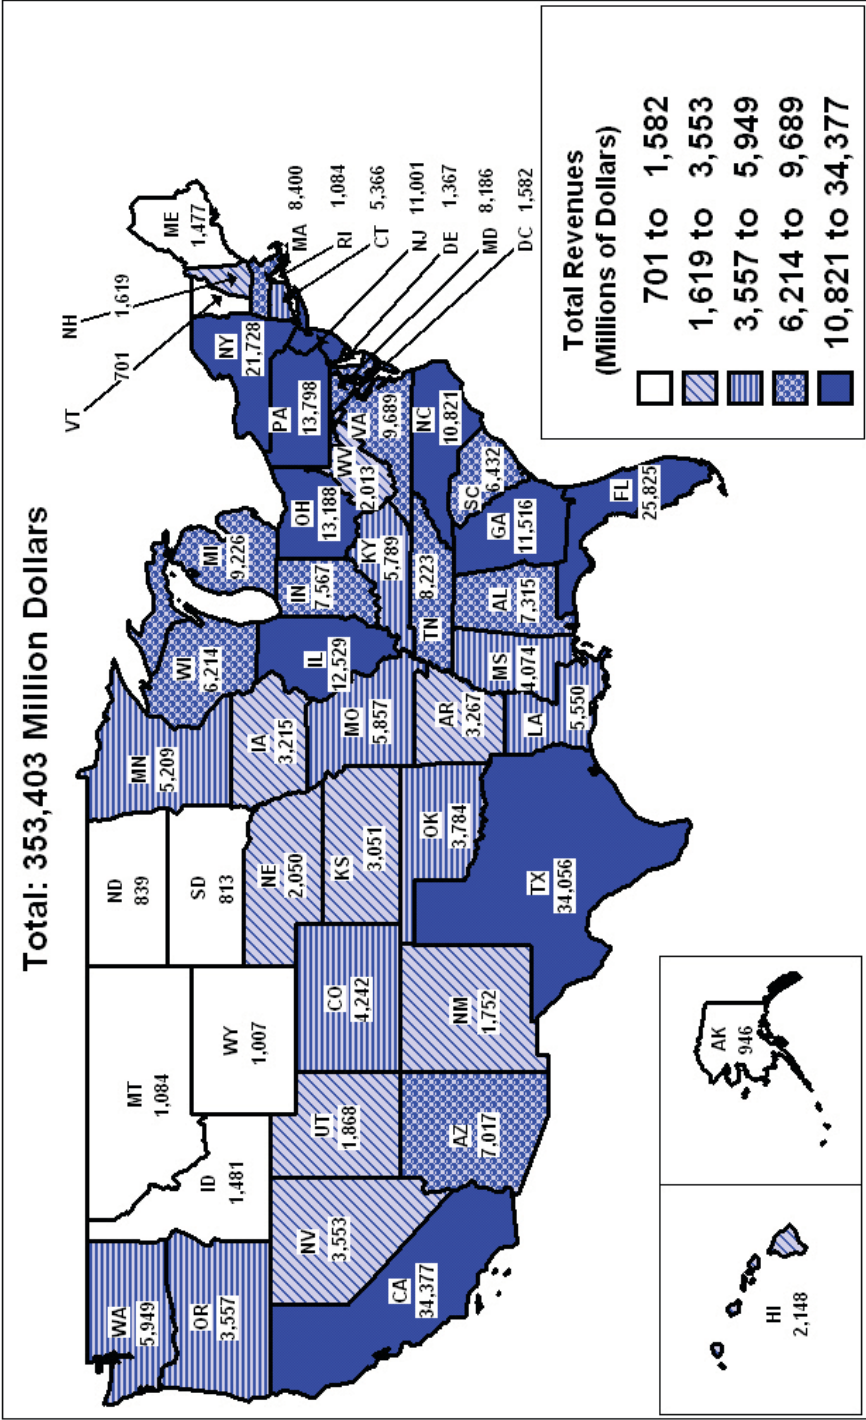 Total: 353,403 Million Dollars
WA
5,949
MT
1,084
ND
839
MN
5,209
VT
701
NH
1,619
ME
1,477
OR
3,557
ID
1,481
WY
1,007
SD
813
WI
6,214
MI
9,226
NY
21,728
MA 8,400
RI 1,084
CT 5,366
NJ 11,001
DE 1,367
MD 8,186
DC 1,582
NV
3,553
UT
1,868
CO
4,242
NE
2,050
IA
3,215
IL
12,529
IN
7,567
OH
13,188
PA
13,798
CA
34,377
AZ
7,017
NM
1,752
KS
3,051
MO
5,857
KY
5,789
WV
2,013
VA
9,689
OK
3,784
AR
3,267
TN
8,223
NC
10,821
SC
6,432
TX
34,056
LA
5,550
MS
4,074
AL
7,315
GA
11,516
FL
25,825
HI
2,148
AK
946
Total Revenues
(Millions of Dollars)
701 to 1,582
1,619 to 3,553
3,557 to 5,949
6,214 to 9,689
10,821 to 34,377